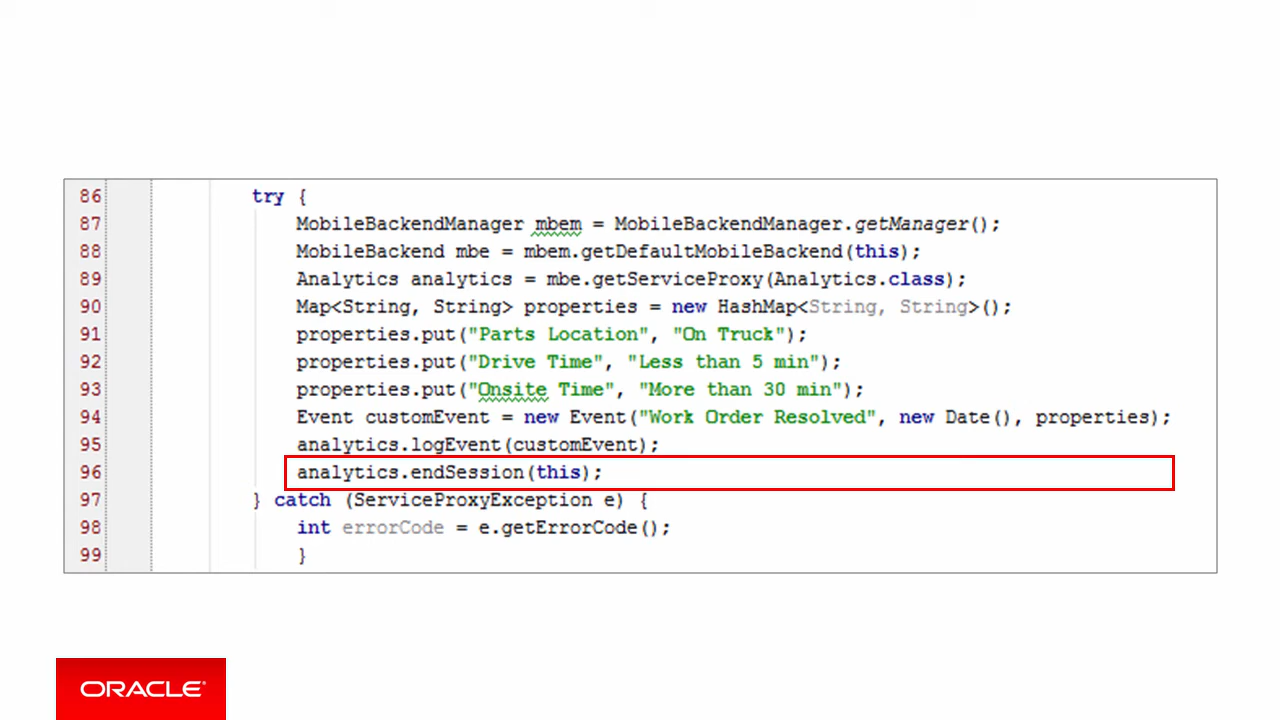 86 try {
87 MobileBackendManager mbem = MobileBackendManager.getManager();
88 MobileBackend mbe = mbem.getDefaultMobileBackend(this);
89 Analytics analytics = mbe.getServiceProxy(Analytics.class);
90 Map<String, String> properties = new HashMap<String, String>();
91 properties.put("Parts Location", "On Truck");
92 properties.put("Drive Time", "Less than 5 min");
93 properties.put("Onsite Time", "More than 30 min");
94 Event customEvent = new Event("Work Order Resolved", new Date(), properties);
95 analytics.logEvent(customEvent);
96 analytics.endSession(this);
97 } catch (ServiceProxyException e) {
98 int errorCode = e.getErrorCode();
99 }
ORACLE®